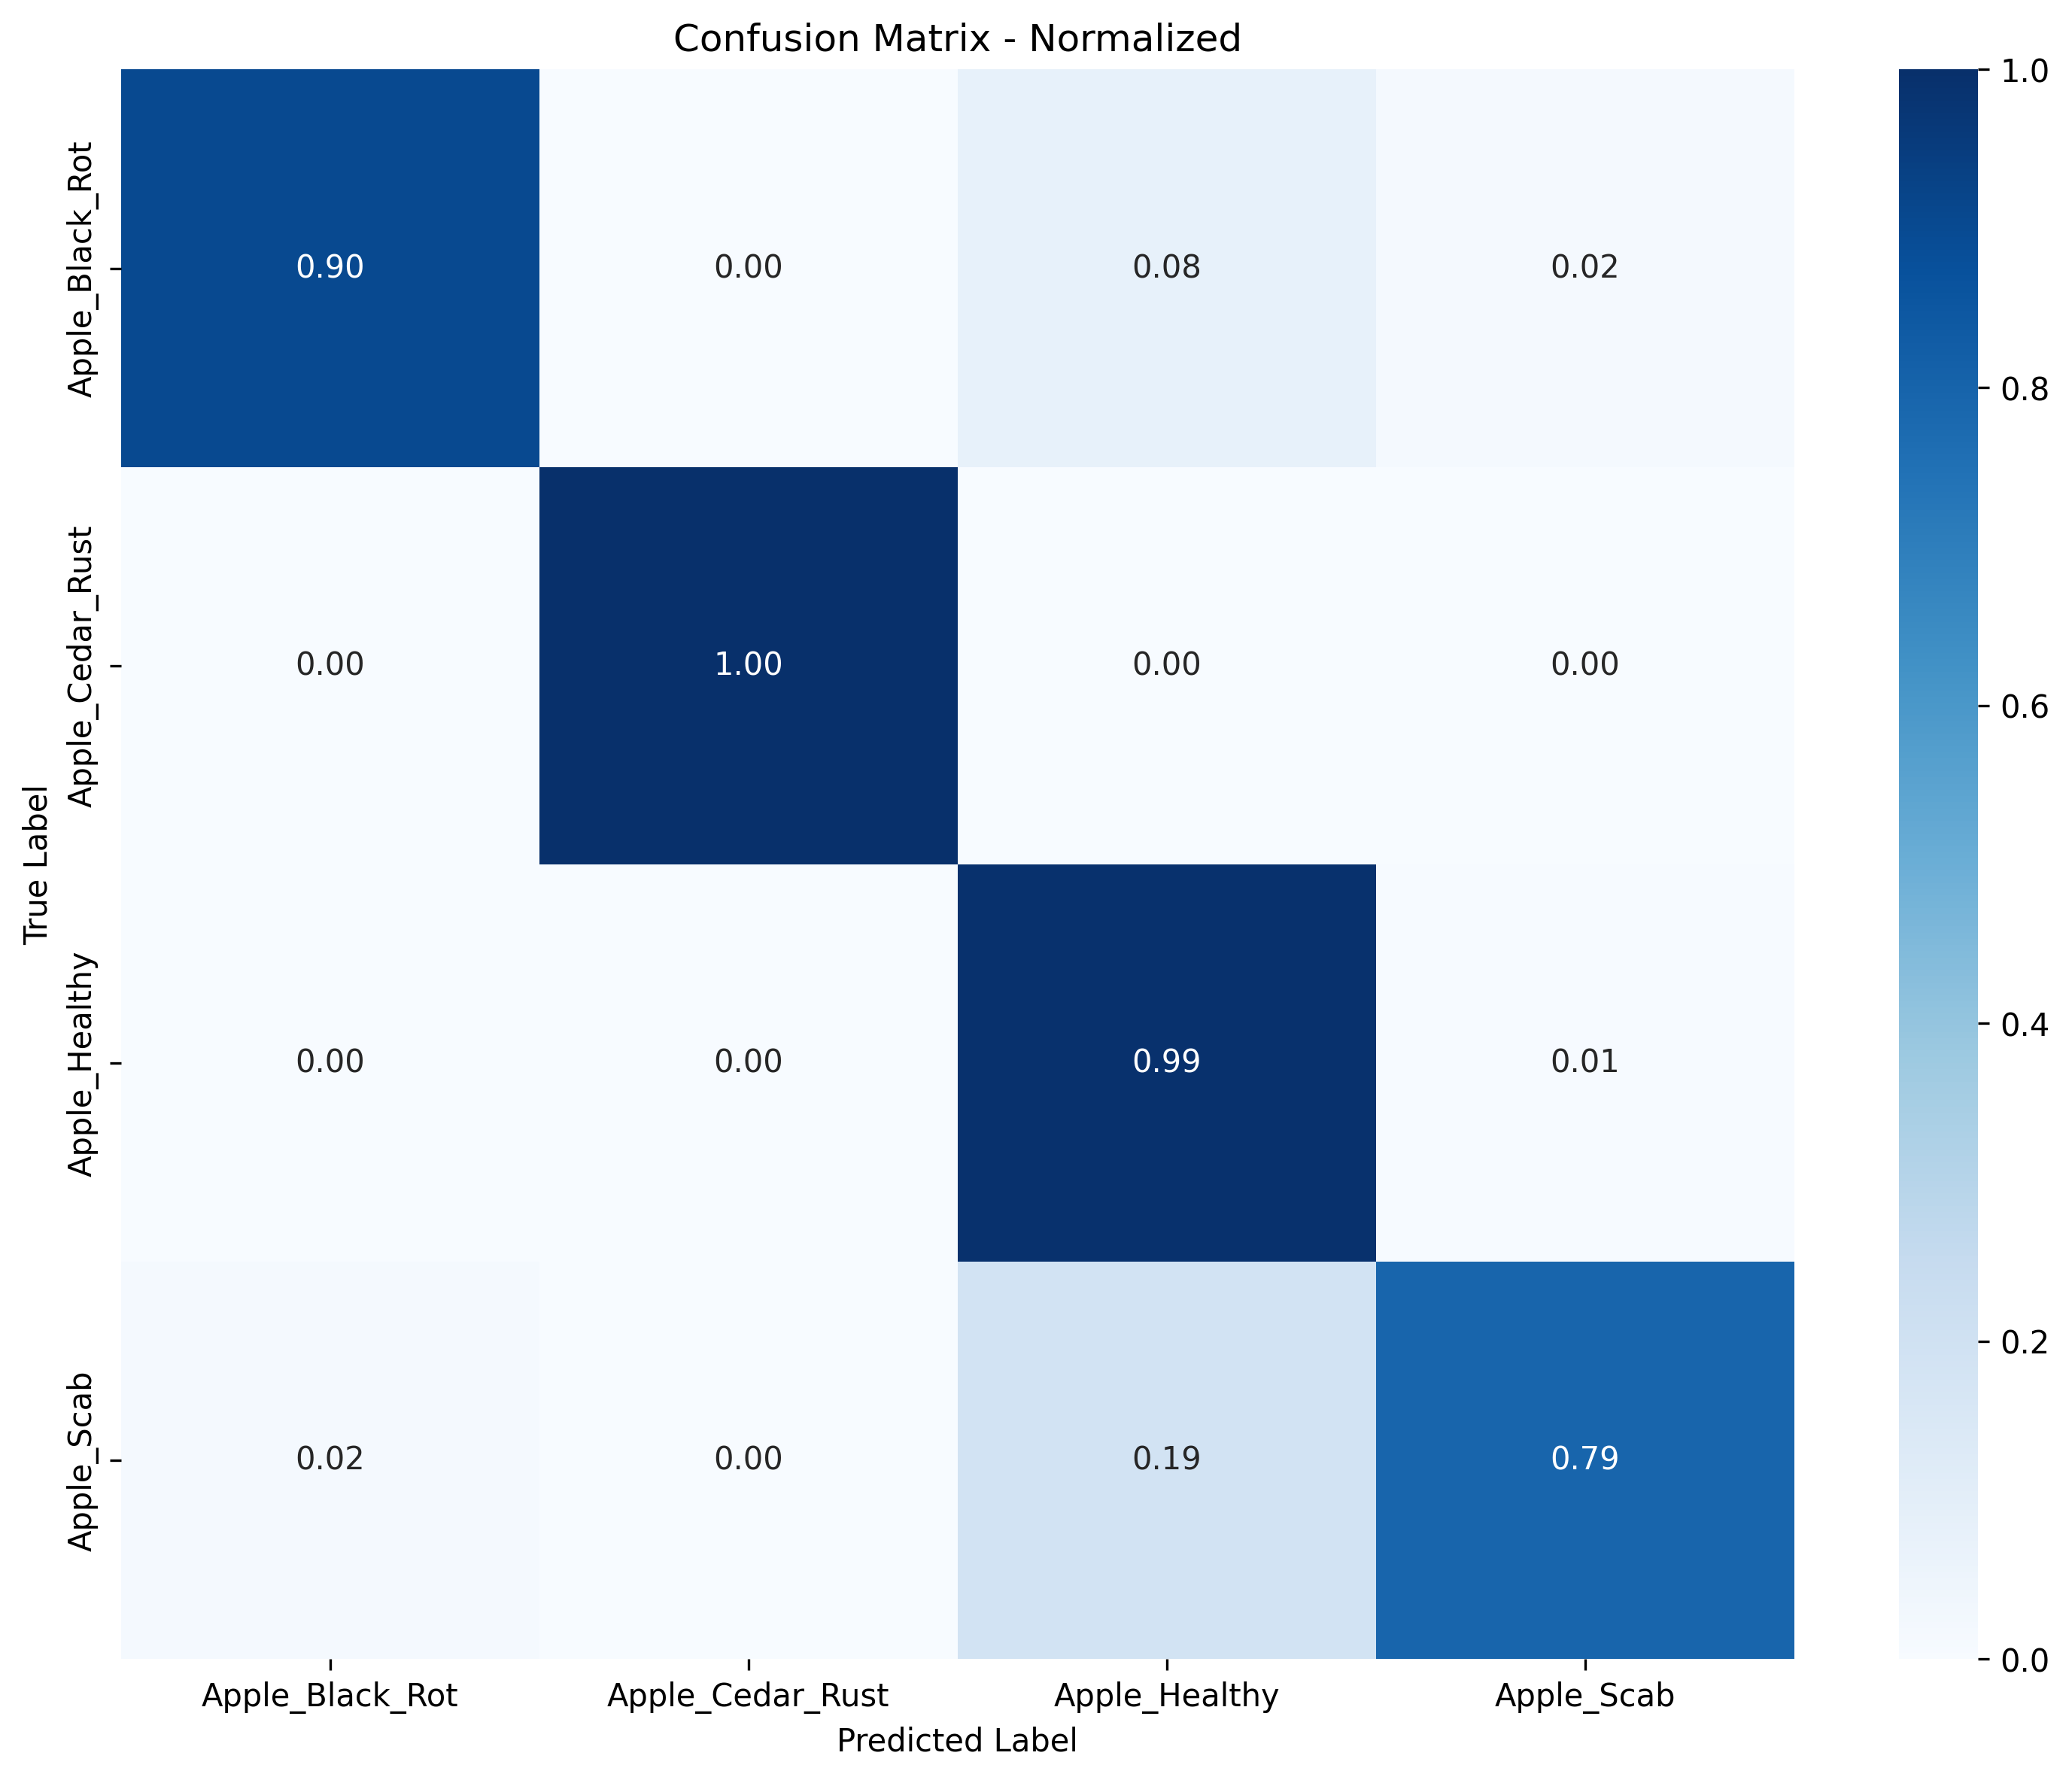 Confusion Matrix - Normalized
True Label
Apple_Black_Rot
0.90 0.00 0.08 0.02
Apple_Cedar_Rust
0.00 1.00 0.00 0.00
Apple_Healthy
0.00 0.00 0.99 0.01
Apple_Scab
0.02 0.00 0.19 0.79
Apple_Black_Rot Apple_Cedar_Rust Apple_Healthy Apple_Scab
Predicted Label
1.0
0.8
0.6
0.4
0.2
0.0